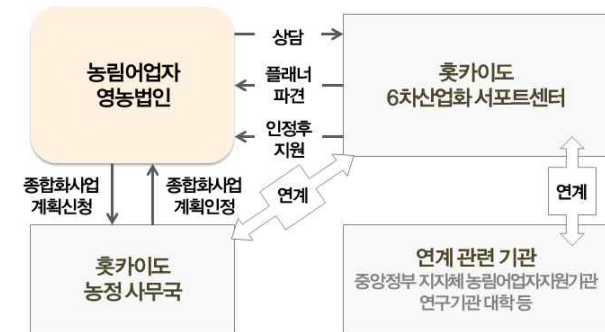 농림어업자
영농법인
상담
플래너
파견
인정후
지원
홋카이도
6차산업화 서포트센터
종합화사업
계획신청
종합화사업
계획인정
연계
연계
홋카이도
농정 사무국
연계 관련 기관
중앙정부 지자체 농림어업자지원기관
연구기관 대학 등